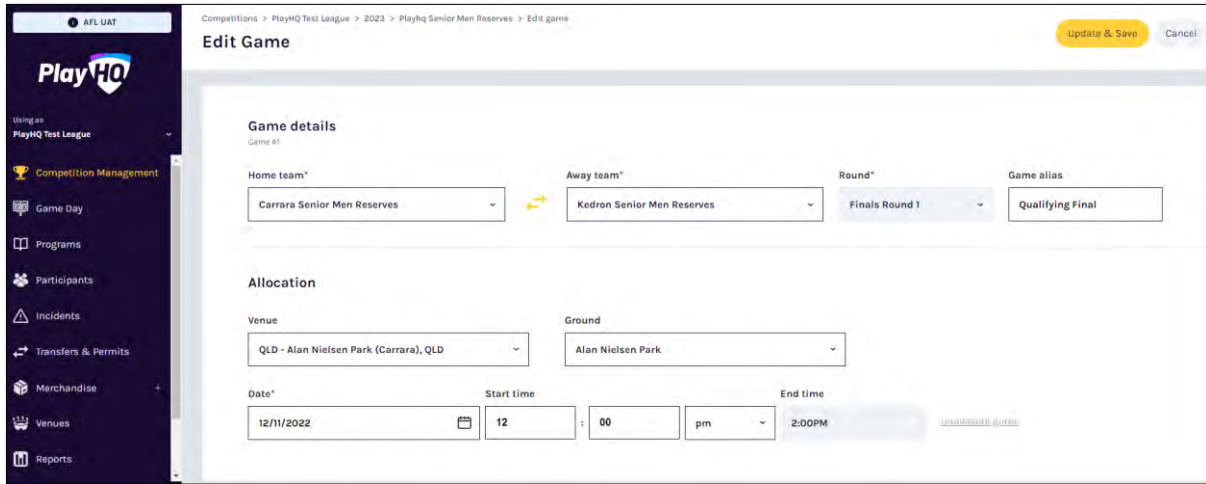 AFL UAT
PlayHQ
Using as
PlayHQ Test League
Competition Management
Game Day
Programs
Participants
Incidents
Transfers & Permits
Merchandise +
Venues
Reports
Competitions > PlayHQ Test League > 2023 > Playhq Senior Men Reserves > Edit game
Edit Game
Update & Save Cancel
Game details
Game #1
Home team* Away team* Round* Game alias
Carrara Senior Men Reserves Kedron Senior Men Reserves Finals Round 1 Qualifying Final
Allocation
Venue Ground
QLD - Alan Nielsen Park (Carrara), QLD Alan Nielsen Park
Date* Start time End time
12/11/2022 12 : 00 pm 2:00PM